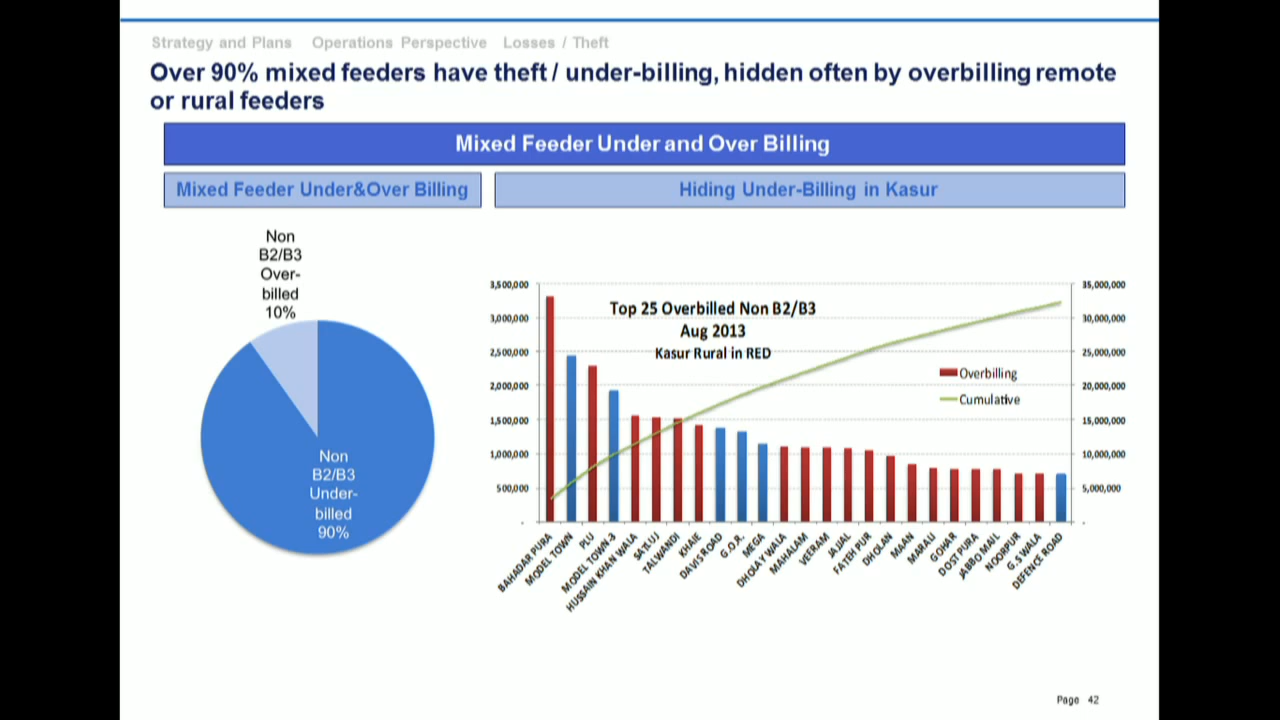 Strategy and Plans Operations Perspective Losses / Theft
Over 90% mixed feeders have theft / under-billing, hidden often by overbilling remote
or rural feeders
Mixed Feeder Under and Over Billing
Mixed Feeder Under&Over Billing
Hiding Under-Billing in Kasur
Non
B2/B3
Over-
billed
10%
Non
B2/B3
Under-
billed
90%
Top 25 Overbilled Non B2/B3
Aug 2013
Kasur Rural in RED
3,500,000
3,000,000
2,500,000
2,000,000
1,500,000
1,000,000
500,000
-
35,000,000
30,000,000
25,000,000
20,000,000
15,000,000
10,000,000
5,000,000
-
Overbilling
Cumulative
BAHADAR PURA
MODEL TOWN
PLU
MODEL TOWN-3
HUSSAIN KHAN WALA
SATLUJ
TALWANDI
KHAIE
DAVIS ROAD
G.O.R.
MEGA
DHOLAY WALA
MAHALAM
VEERAM
JAJJAL
FATEH PUR
DHOLAN
MAAN
MARALI
GOHAR
DOST PURA
JABBO MAIL
NOORPUR
G.S WALA
DEFENCE ROAD
Page 42